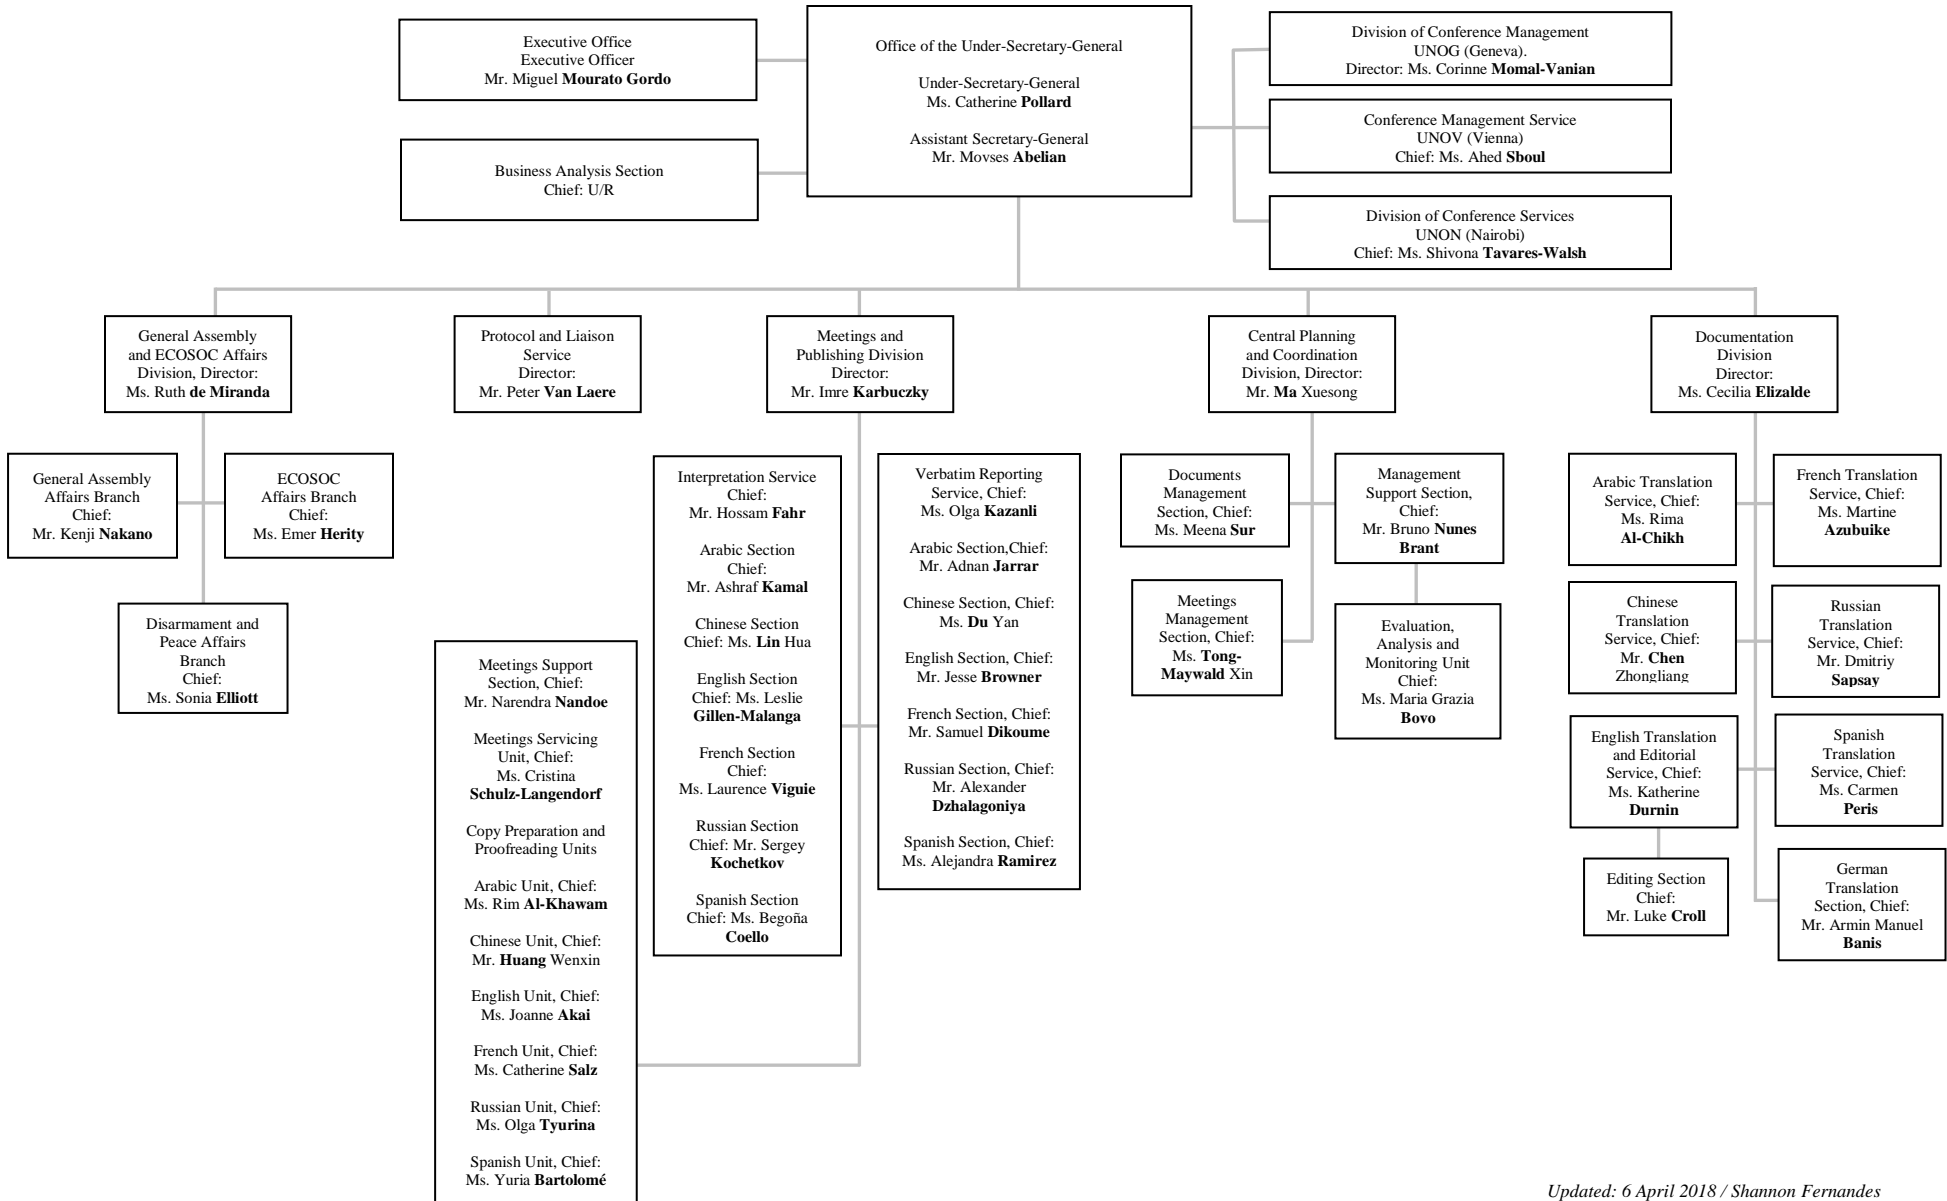 Executive Office
Executive Officer
Mr. Miguel Mourato Gordo
Business Analysis Section
Chief: U/R
Office of the Under-Secretary-General
Under-Secretary-General
Ms. Catherine Pollard
Assistant Secretary-General
Mr. Movses Abelian
Division of Conference Management
UNOG (Geneva).
Director: Ms. Corinne Momal-Vanian
Conference Management Service
UNOV (Vienna)
Chief: Ms. Ahed Sboul
Division of Conference Services
UNON (Nairobi)
Chief: Ms. Shivona Tavares-Walsh
General Assembly
and ECOSOC Affairs
Division, Director:
Ms. Ruth de Miranda
Protocol and Liaison
Service
Director:
Mr. Peter Van Laere
Meetings and
Publishing Division
Director:
Mr. Imre Karbuczky
Central Planning
and Coordination
Division, Director:
Mr. Ma Xuesong
Documentation
Division
Director:
Ms. Cecilia Elizalde
General Assembly
Affairs Branch
Chief:
Mr. Kenji Nakano
ECOSOC
Affairs Branch
Chief:
Ms. Emer Herity
Disarmament and
Peace Affairs
Branch
Chief:
Ms. Sonia Elliott
Meetings Support
Section, Chief:
Mr. Narendra Nandoe
Meetings Servicing
Unit, Chief:
Ms. Cristina
Schulz-Langendorf
Copy Preparation and
Proofreading Units
Arabic Unit, Chief:
Ms. Rim Al-Khawam
Chinese Unit, Chief:
Mr. Huang Wenxin
English Unit, Chief:
Ms. Joanne Akai
French Unit, Chief:
Ms. Catherine Salz
Russian Unit, Chief:
Ms. Olga Tyurina
Spanish Unit, Chief:
Ms. Yuria Bartolomé
Interpretation Service
Chief:
Mr. Hossam Fahr
Arabic Section
Chief:
Mr. Ashraf Kamal
Chinese Section
Chief: Ms. Lin Hua
English Section
Chief: Ms. Leslie
Gillen-Malanga
French Section
Chief:
Ms. Laurence Viguie
Russian Section
Chief: Mr. Sergey
Kochetkov
Spanish Section
Chief: Ms. Begoña
Coello
Verbatim Reporting
Service, Chief:
Ms. Olga Kazanli
Arabic Section,Chief:
Mr. Adnan Jarrar
Chinese Section, Chief:
Ms. Du Yan
English Section, Chief:
Mr. Jesse Browner
French Section, Chief:
Mr. Samuel Dikoume
Russian Section, Chief:
Mr. Alexander
Dzhalagoniya
Spanish Section, Chief:
Ms. Alejandra Ramirez
Documents
Management
Section, Chief:
Ms. Meena Sur
Management
Support Section,
Chief:
Mr. Bruno Nunes
Brant
Meetings
Management
Section, Chief:
Ms. Tong-
Maywald Xin
Evaluation,
Analysis and
Monitoring Unit
Chief:
Ms. Maria Grazia
Bovo
Arabic Translation
Service, Chief:
Ms. Rima
Al-Chikh
French Translation
Service, Chief:
Ms. Martine
Azubuike
Chinese
Translation
Service, Chief:
Mr. Chen
Zhongliang
Russian
Translation
Service, Chief:
Mr. Dmitriy
Sapsay
English Translation
and Editorial
Service, Chief:
Ms. Katherine
Durnin
Spanish
Translation
Service, Chief:
Ms. Carmen
Peris
Editing Section
Chief:
Mr. Luke Croll
German
Translation
Section, Chief:
Mr. Armin Manuel
Banis
Updated: 6 April 2018 / Shannon Fernandes